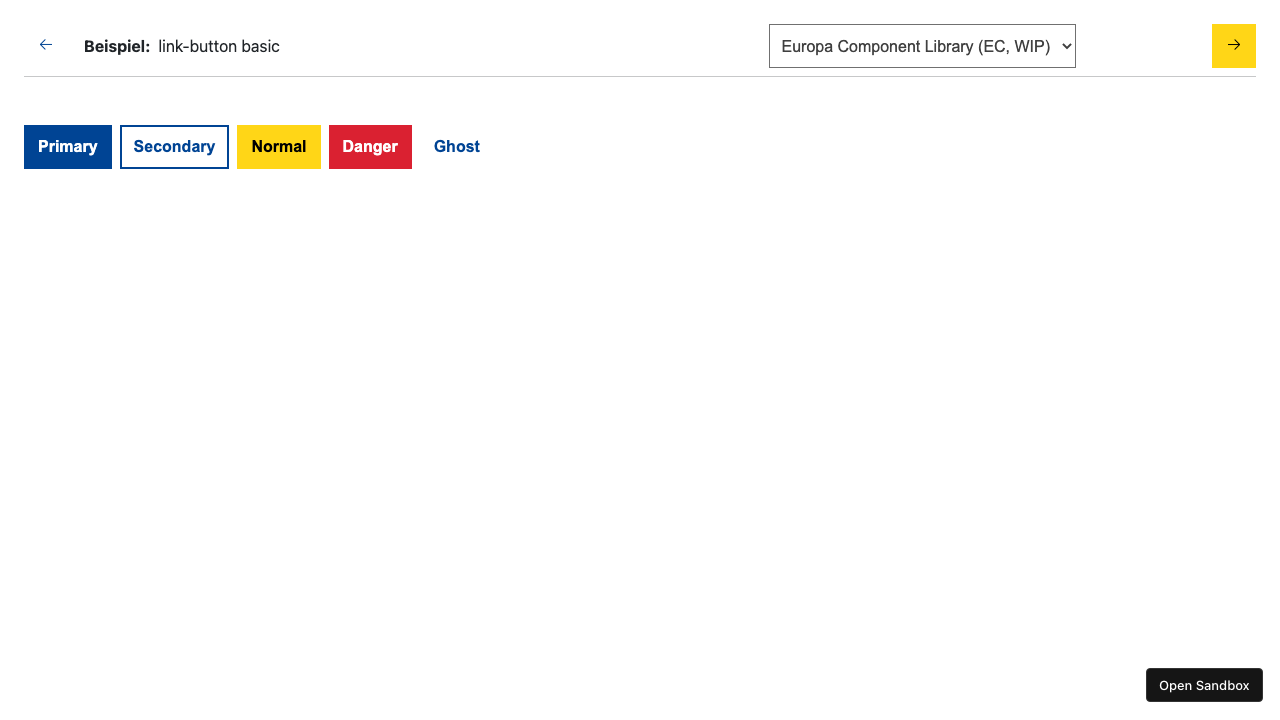 Beispiel: link-button basic
Europa Component Library (EC, WIP)
Primary
Secondary
Normal
Danger
Ghost
Open Sandbox